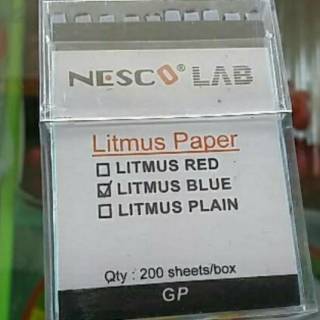 NESCO® LAB
Litmus Paper
☐ LITMUS RED
☑ LITMUS BLUE
☐ LITMUS PLAIN
Qty : 200 sheets/box
GP